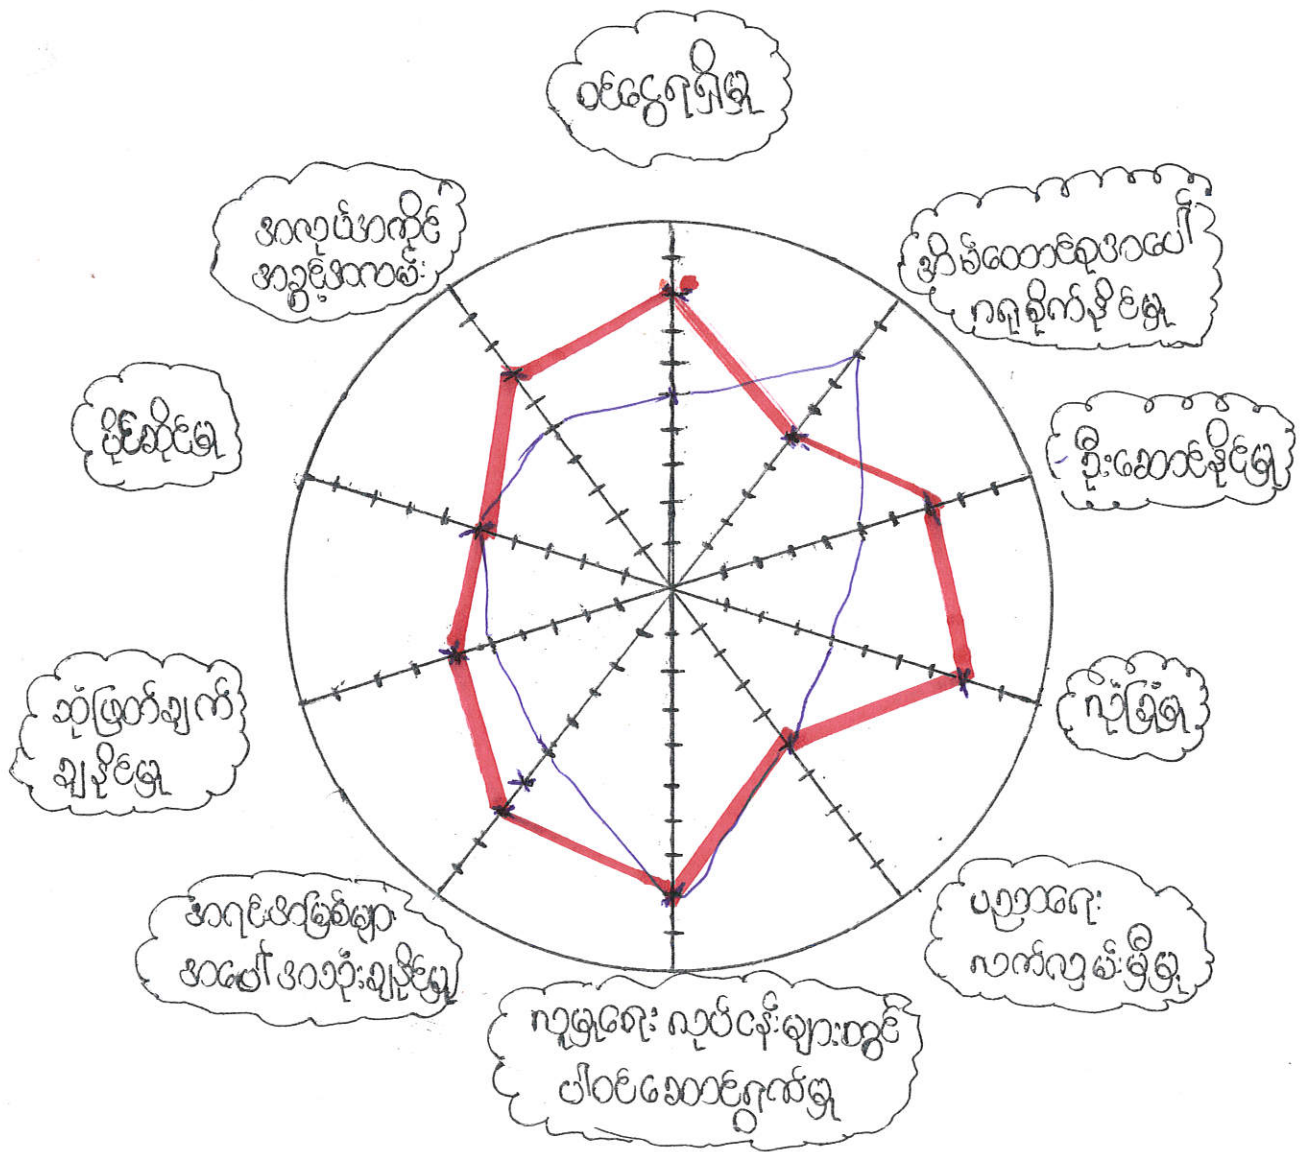 ဝင်ငွေရရှိမှု
အိမ်ထောင်စုအပေါ်
ဂရုစိုက်နိုင်မှု
ဦးဆောင်နိုင်မှု
လုံခြုံမှု
ပညာရေး
လက်လှမ်းမှီမှု
လူမှုရေး လုပ်ငန်းများတွင်
ပါဝင်ဆောင်ရွက်မှု
အရင်းအမြစ်များ
အပေါ် အသုံးချနိုင်မှု
ဆုံးဖြတ်ချက်
ချနိုင်မှု
ပိုင်ဆိုင်မှု
အလုပ်အကိုင်
အခွင့်အလမ်း